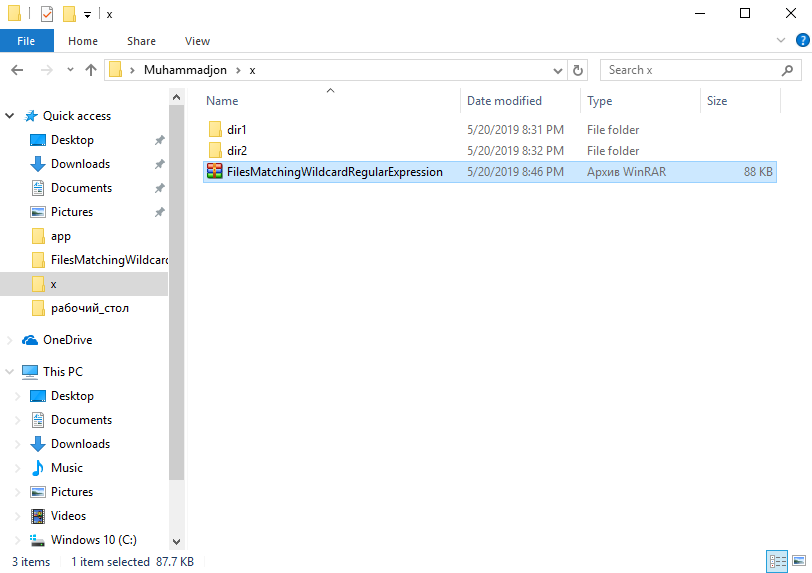 x
File Home Share View
Muhammadjon x Search x
Name Date modified Type Size
Quick access
Desktop
Downloads
Documents
Pictures
app
FilesMatchingWildcard
x
рабочий_стол
OneDrive
This PC
Desktop
Documents
Downloads
Music
Pictures
Videos
Windows 10 (C:)
dir1 5/20/2019 8:31 PM File folder
dir2 5/20/2019 8:32 PM File folder
FilesMatchingWildcardRegularExpression 5/20/2019 8:46 PM Архив WinRAR 88 KB
3 items 1 item selected 87.7 KB